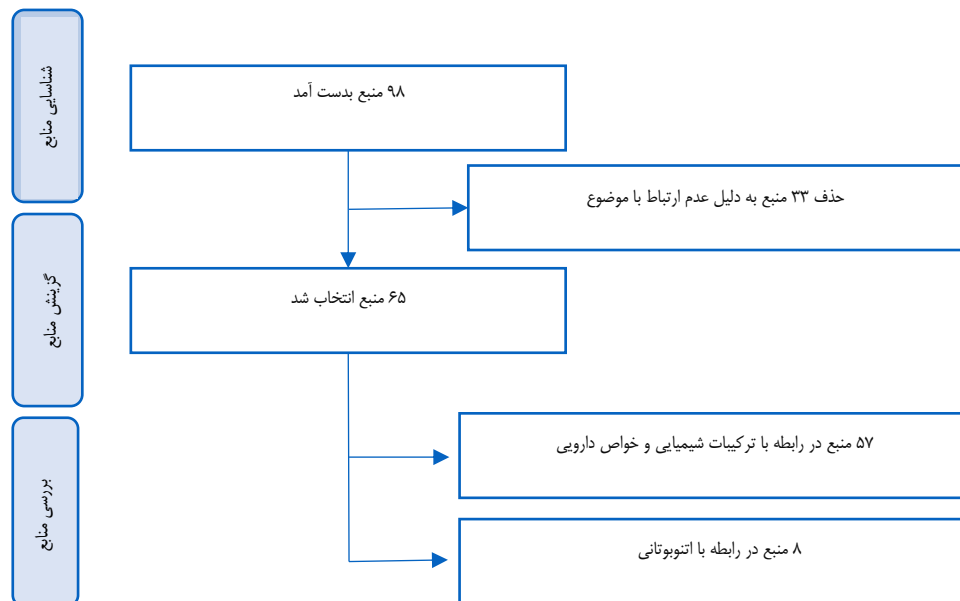 شناسایی منابع
۹۸ منبع بدست آمد
حذف ۳۳ منبع به دلیل عدم ارتباط با موضوع
گزینش منابع
۶۵ منبع انتخاب شد
بررسی منابع
۵۷ منبع در رابطه با ترکیبات شیمیایی و خواص دارویی
۸ منبع در رابطه با اتنوبوتانی